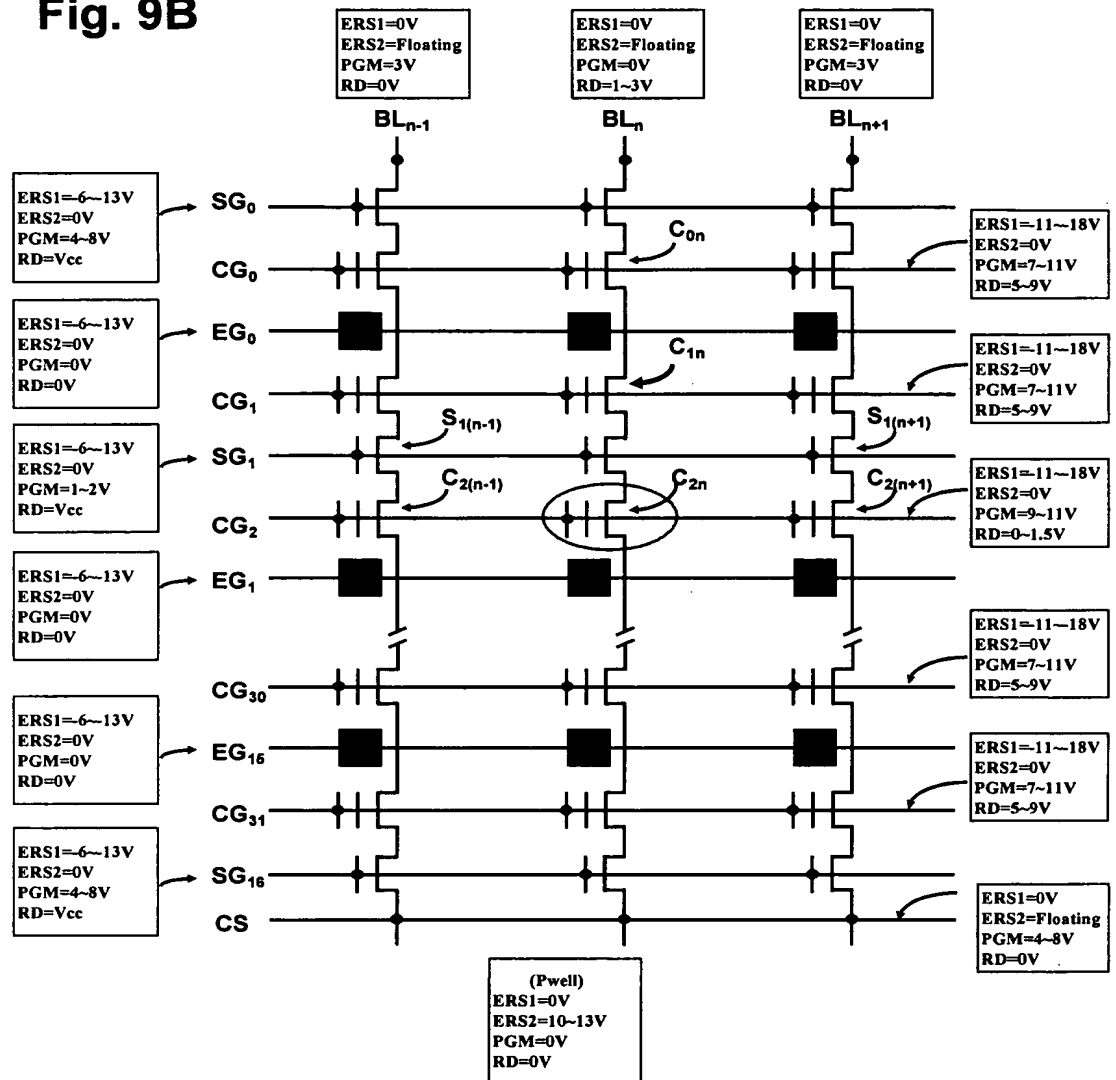 Fig. 9B
ERS1=0V
ERS2=Floating
PGM=3V
RD=0V
ERS1=0V
ERS2=Floating
PGM=0V
RD=1~3V
ERS1=0V
ERS2=Floating
PGM=3V
RD=0V
BLn-1
BLn
BLn+1
ERS1=-6~-13V
ERS2=0V
PGM=4~8V
RD=Vcc
SG0
C0n
CG0
ERS1=-11~-18V
ERS2=0V
PGM=7~11V
RD=5~9V
ERS1=-6~-13V
ERS2=0V
PGM=0V
RD=0V
EG0
C1n
CG1
ERS1=-11~-18V
ERS2=0V
PGM=7~11V
RD=5~9V
ERS1=-6~-13V
ERS2=0V
PGM=1~2V
RD=Vcc
S1(n-1)
S1(n+1)
SG1
C2(n-1)
C2n
C2(n+1)
CG2
ERS1=-11~-18V
ERS2=0V
PGM=9~11V
RD=0~1.5V
ERS1=-6~-13V
ERS2=0V
PGM=0V
RD=0V
EG1
CG30
ERS1=-11~-18V
ERS2=0V
PGM=7~11V
RD=5~9V
ERS1=-6~-13V
ERS2=0V
PGM=0V
RD=0V
EG15
CG31
ERS1=-11~-18V
ERS2=0V
PGM=7~11V
RD=5~9V
ERS1=-6~-13V
ERS2=0V
PGM=4~8V
RD=Vcc
SG16
CS
ERS1=0V
ERS2=Floating
PGM=4~8V
RD=0V
(Pwell)
ERS1=0V
ERS2=10~13V
PGM=0V
RD=0V